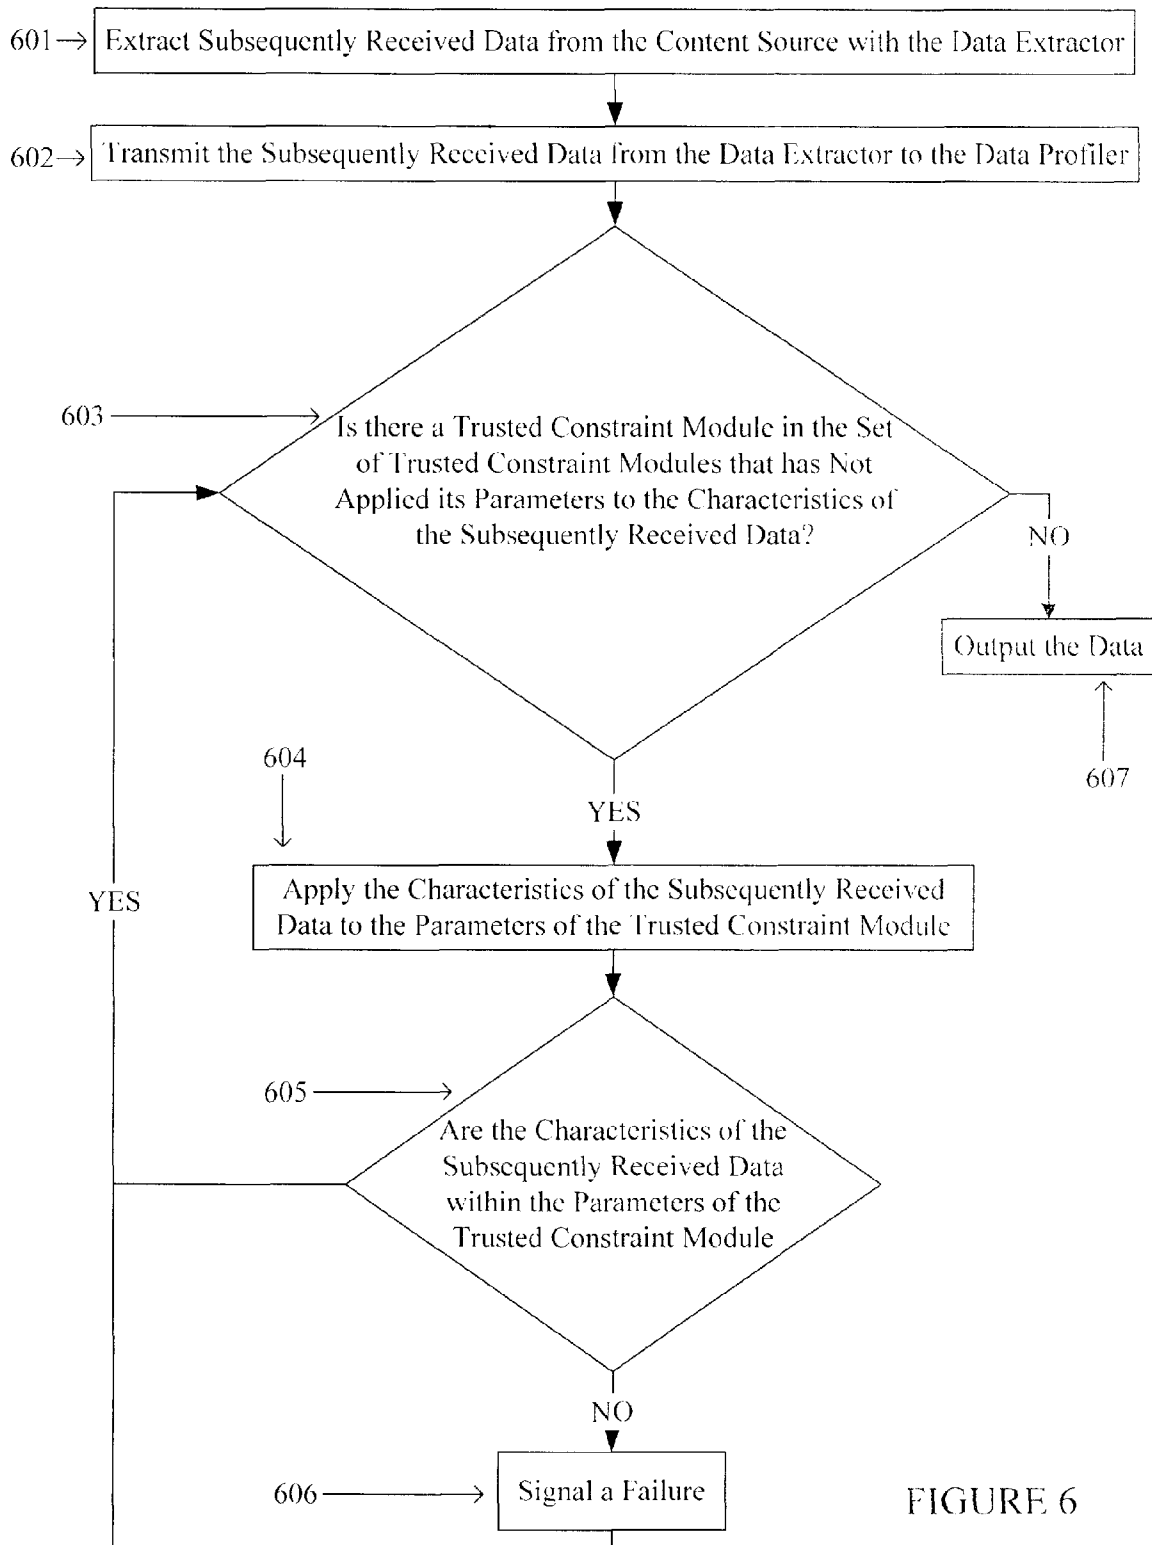 601
Extract Subsequently Received Data from the Content Source with the Data Extractor
602
Transmit the Subsequently Received Data from the Data Extractor to the Data Profiler
603
Is there a Trusted Constraint Module in the Set
of Trusted Constraint Modules that has Not
Applied its Parameters to the Characteristics of
the Subsequently Received Data?
NO
Output the Data
607
604
YES
Apply the Characteristics of the Subsequently Received
Data to the Parameters of the Trusted Constraint Module
YES
605
Are the Characteristics of the
Subsequently Received Data
within the Parameters of the
Trusted Constraint Module
NO
606
Signal a Failure
FIGURE 6